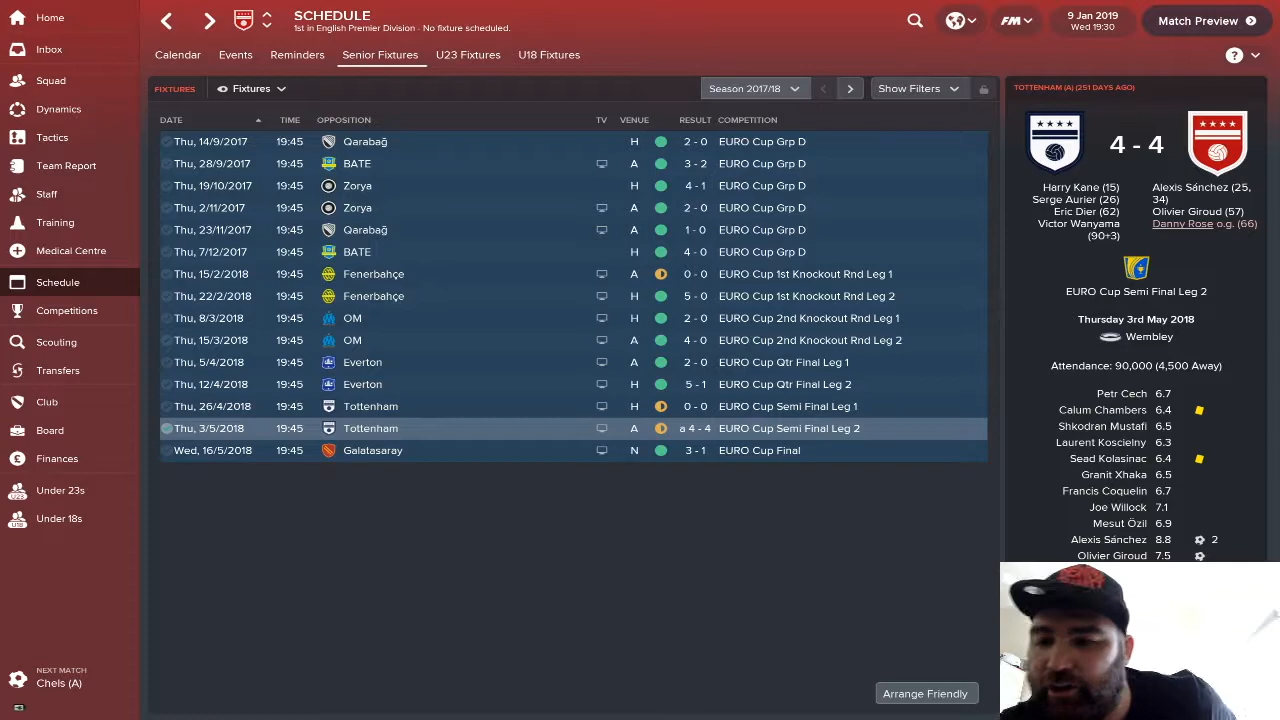 Home
Inbox
Squad
Dynamics
Tactics
Team Report
Staff
Training
Medical Centre
Schedule
Competitions
Scouting
Transfers
Club
Board
Finances
U23 Under 23s
U18 Under 18s
NEXT MATCH
Chels (A)
SCHEDULE
1st in English Premier Division - No fixture scheduled.
FM
9 Jan 2019
Wed 19:30
Match Preview
Calendar Events Reminders Senior Fixtures U23 Fixtures U18 Fixtures
?
FIXTURES Fixtures Season 2017/18 Show Filters
DATE TIME OPPOSITION TV VENUE RESULT COMPETITION
Thu, 14/9/2017 19:45 Qarabağ H 2 - 0 EURO Cup Grp D
Thu, 28/9/2017 19:45 BATE A 3 - 2 EURO Cup Grp D
Thu, 19/10/2017 19:45 Zorya H 4 - 1 EURO Cup Grp D
Thu, 2/11/2017 19:45 Zorya A 2 - 0 EURO Cup Grp D
Thu, 23/11/2017 19:45 Qarabağ A 1 - 0 EURO Cup Grp D
Thu, 7/12/2017 19:45 BATE H 4 - 0 EURO Cup Grp D
Thu, 15/2/2018 19:45 Fenerbahçe A 0 - 0 EURO Cup 1st Knockout Rnd Leg 1
Thu, 22/2/2018 19:45 Fenerbahçe H 5 - 0 EURO Cup 1st Knockout Rnd Leg 2
Thu, 8/3/2018 19:45 OM H 2 - 0 EURO Cup 2nd Knockout Rnd Leg 1
Thu, 15/3/2018 19:45 OM A 4 - 0 EURO Cup 2nd Knockout Rnd Leg 2
Thu, 5/4/2018 19:45 Everton A 2 - 0 EURO Cup Qtr Final Leg 1
Thu, 12/4/2018 19:45 Everton H 5 - 1 EURO Cup Qtr Final Leg 2
Thu, 26/4/2018 19:45 Tottenham H 0 - 0 EURO Cup Semi Final Leg 1
Thu, 3/5/2018 19:45 Tottenham A a 4 - 4 EURO Cup Semi Final Leg 2
Wed, 16/5/2018 19:45 Galatasaray N 3 - 1 EURO Cup Final
Arrange Friendly
TOTTENHAM (A) (251 DAYS AGO)
4 - 4
Harry Kane (15)
Serge Aurier (26)
Eric Dier (62)
Victor Wanyama
(90+3)
Alexis Sánchez (25,
34)
Olivier Giroud (57)
Danny Rose o.g. (66)
EURO Cup Semi Final Leg 2
Thursday 3rd May 2018
Wembley
Attendance: 90,000 (4,500 Away)
Petr Cech 6.7
Calum Chambers 6.4
Shkodran Mustafi 6.5
Laurent Koscielny 6.3
Sead Kolasinac 6.4
Granit Xhaka 6.5
Francis Coquelin 6.7
Joe Willock 7.1
Mesut Özil 6.9
Alexis Sánchez 8.8 2
Olivier Giroud 7.5